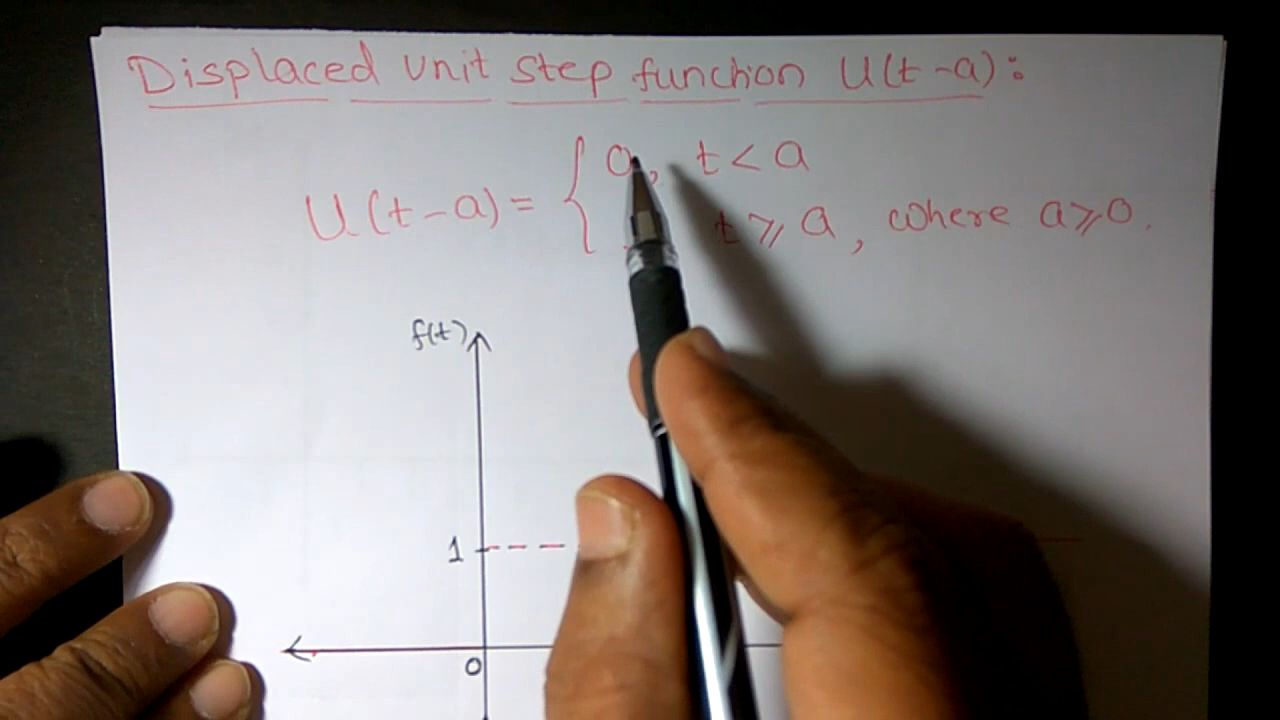 Displaced unit step function U(t-a):
U(t-a) = { 0, t < a
t ⩾ a, where a ⩾ 0.
f(t)
1
0